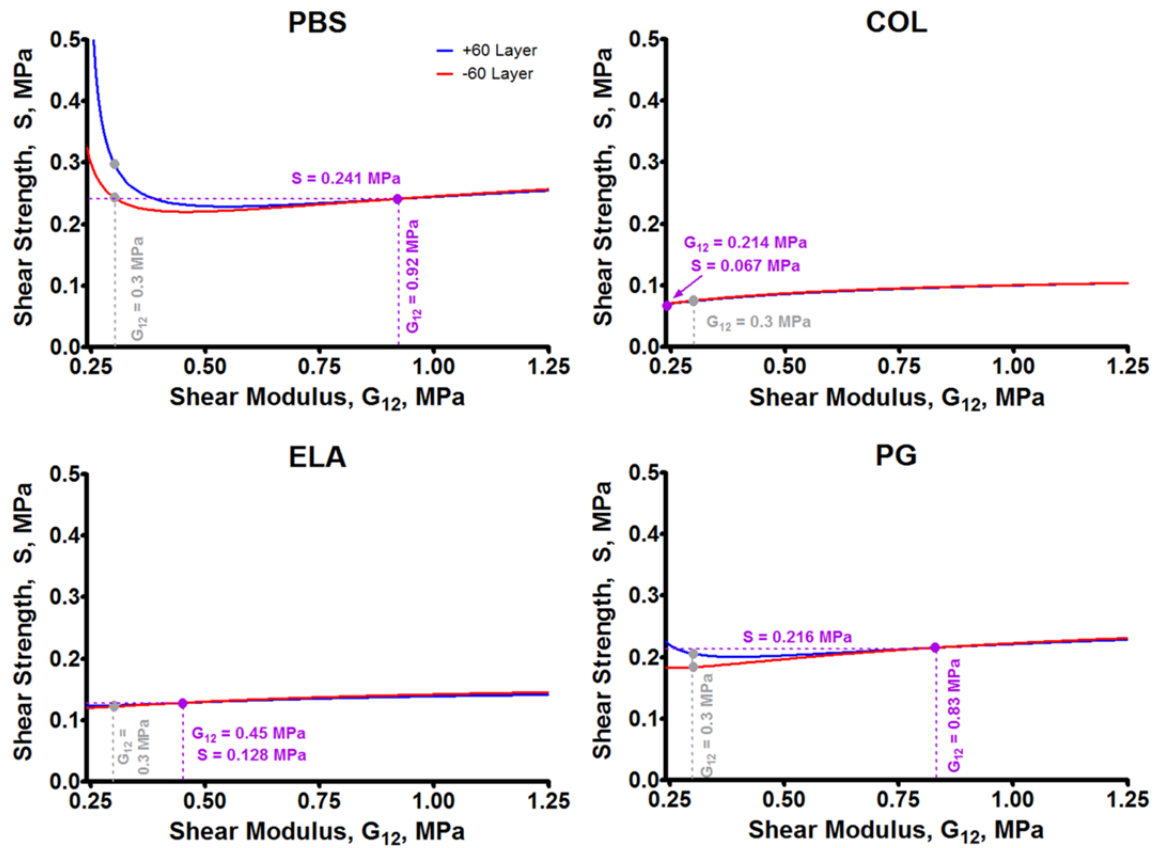 PBS
0.5
0.4
0.3
0.2
0.1
0.0
Shear Strength, S, MPa
+60 Layer
-60 Layer
S = 0.241 MPa
G₁₂ = 0.3 MPa
G₁₂ = 0.92 MPa
0.25
0.50
0.75
1.00
1.25
Shear Modulus, G₁₂, MPa
COL
0.5
0.4
0.3
0.2
0.1
0.0
Shear Strength, S, MPa
G₁₂ = 0.214 MPa
S = 0.067 MPa
G₁₂ = 0.3 MPa
0.25
0.50
0.75
1.00
1.25
Shear Modulus, G₁₂, MPa
ELA
0.5
0.4
0.3
0.2
0.1
0.0
Shear Strength, S, MPa
G₁₂ =
0.3 MPa
G₁₂ = 0.45 MPa
S = 0.128 MPa
0.25
0.50
0.75
1.00
1.25
Shear Modulus, G₁₂, MPa
PG
0.5
0.4
0.3
0.2
0.1
0.0
Shear Strength, S, MPa
S = 0.216 MPa
G₁₂ = 0.3 MPa
G₁₂ = 0.83 MPa
0.25
0.50
0.75
1.00
1.25
Shear Modulus, G₁₂, MPa